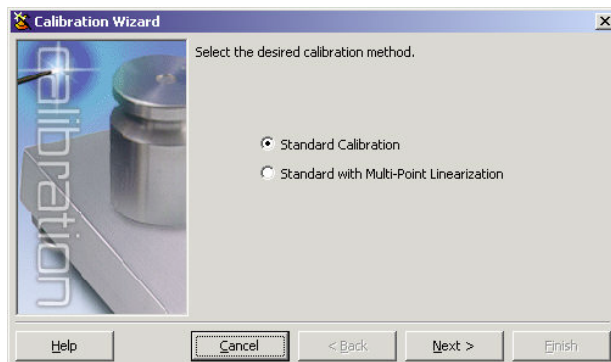 Calibration Wizard
Select the desired calibration method.
calibration
Standard Calibration
Standard with Multi-Point Linearization
Help
Cancel
< Back
Next >
Finish